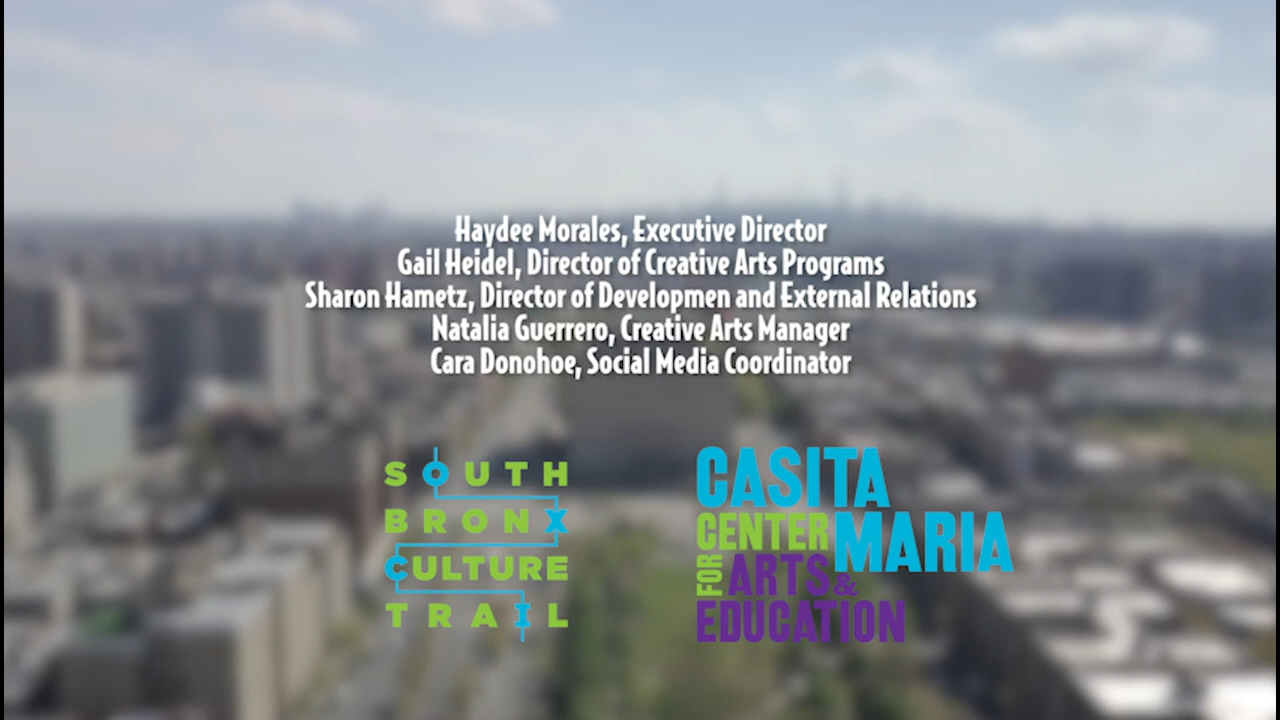 Haydee Morales, Executive Director
Gail Heidel, Director of Creative Arts Programs
Sharon Hametz, Director of Developmen and External Relations
Natalia Guerrero, Creative Arts Manager
Cara Donohoe, Social Media Coordinator
SOUTH
BRONX
CULTURE
TRAIL
CASITA
MARIA
CENTER
FOR ARTS &
EDUCATION